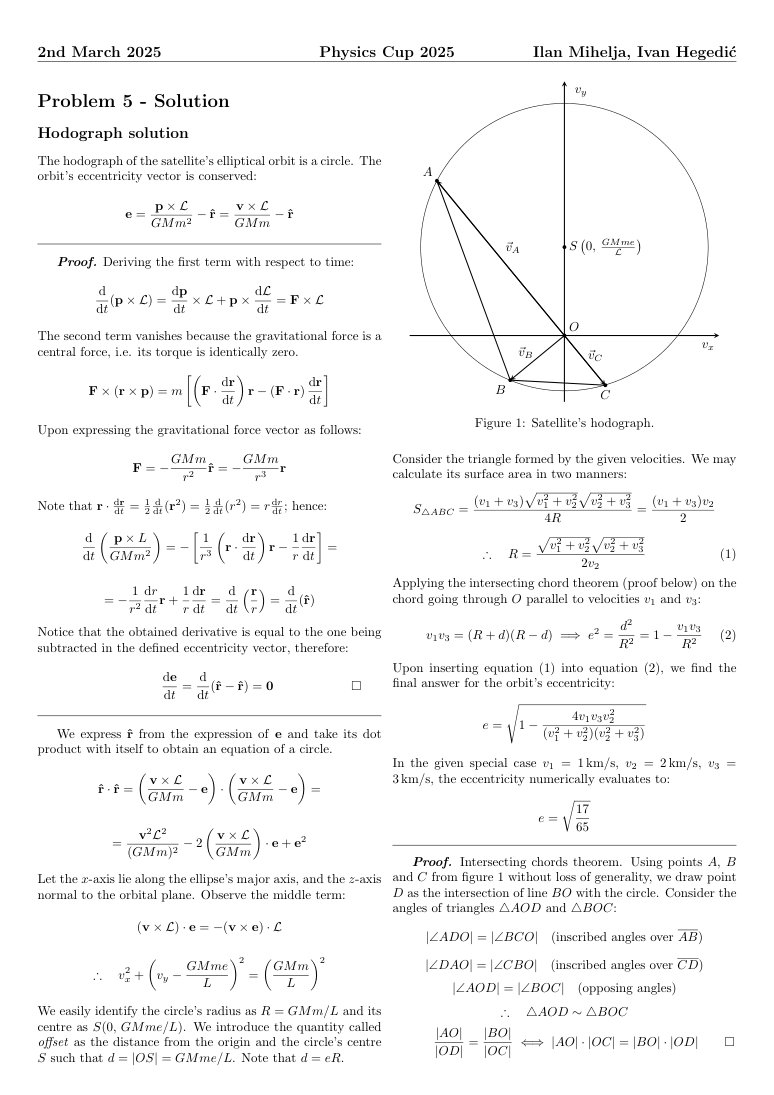 2nd March 2025 Physics Cup 2025 Ilan Mihelja, Ivan Hegedić
Problem 5 - Solution
Hodograph solution
The hodograph of the satellite's elliptical orbit is a circle. The
orbit's eccentricity vector is conserved:
e = (p × ℒ)/(GMm²) − r̂ = (v × ℒ)/(GMm) − r̂
Proof. Deriving the first term with respect to time:
d/dt (p × ℒ) = dp/dt × ℒ + p × dℒ/dt = F × ℒ
The second term vanishes because the gravitational force is a
central force, i.e. its torque is identically zero.
F × (r × p) = m [(F · dr/dt) r − (F · r) dr/dt]
Upon expressing the gravitational force vector as follows:
F = −(GMm/r²) r̂ = −(GMm/r³) r
Note that r · dr/dt = ½ d/dt (r²) = ½ d/dt (r²) = r dr/dt; hence:
d/dt ((p × L)/(GMm²)) = −[1/r³ (r · dr/dt) r − 1/r dr/dt] =
= −1/r² dr/dt r + 1/r dr/dt = d/dt (r/r) = d/dt (r̂)
Notice that the obtained derivative is equal to the one being
subtracted in the defined eccentricity vector, therefore:
de/dt = d/dt (r̂ − r̂) = 0 □
We express r̂ from the expression of e and take its dot
product with itself to obtain an equation of a circle.
r̂ · r̂ = ((v × ℒ)/(GMm) − e) · ((v × ℒ)/(GMm) − e) =
= v²ℒ²/(GMm)² − 2 ((v × ℒ)/(GMm)) · e + e²
Let the x-axis lie along the ellipse's major axis, and the z-axis
normal to the orbital plane. Observe the middle term:
(v × ℒ) · e = −(v × e) · ℒ
∴ vₓ² + (v_y − GMme/L)² = (GMm/L)²
We easily identify the circle's radius as R = GMm/L and its
centre as S(0, GMme/L). We introduce the quantity called
offset as the distance from the origin and the circle's centre
S such that d = |OS| = GMme/L. Note that d = eR.
v_y
A
S (0, GMme/ℒ)
v⃗_A
O
v_x
v⃗_B
v⃗_C
B
C
Figure 1: Satellite's hodograph.
Consider the triangle formed by the given velocities. We may
calculate its surface area in two manners:
S_△ABC = (v₁ + v₃)√(v₁² + v₂²)√(v₂² + v₃²)/(4R) = (v₁ + v₃)v₂/2
∴ R = √(v₁² + v₂²)√(v₂² + v₃²)/(2v₂) (1)
Applying the intersecting chord theorem (proof below) on the
chord going through O parallel to velocities v₁ and v₃:
v₁v₃ = (R + d)(R − d) ⟹ e² = d²/R² = 1 − v₁v₃/R² (2)
Upon inserting equation (1) into equation (2), we find the
final answer for the orbit's eccentricity:
e = √(1 − 4v₁v₃v₂²/((v₁² + v₂²)(v₂² + v₃²)))
In the given special case v₁ = 1 km/s, v₂ = 2 km/s, v₃ =
3 km/s, the eccentricity numerically evaluates to:
e = √(17/65)
Proof. Intersecting chords theorem. Using points A, B
and C from figure 1 without loss of generality, we draw point
D as the intersection of line BO with the circle. Consider the
angles of triangles △AOD and △BOC:
|∠ADO| = |∠BCO| (inscribed angles over A̅B̅)
|∠DAO| = |∠CBO| (inscribed angles over C̅D̅)
|∠AOD| = |∠BOC| (opposing angles)
∴ △AOD ∼ △BOC
|AO|/|OD| = |BO|/|OC| ⟺ |AO| · |OC| = |BO| · |OD| □